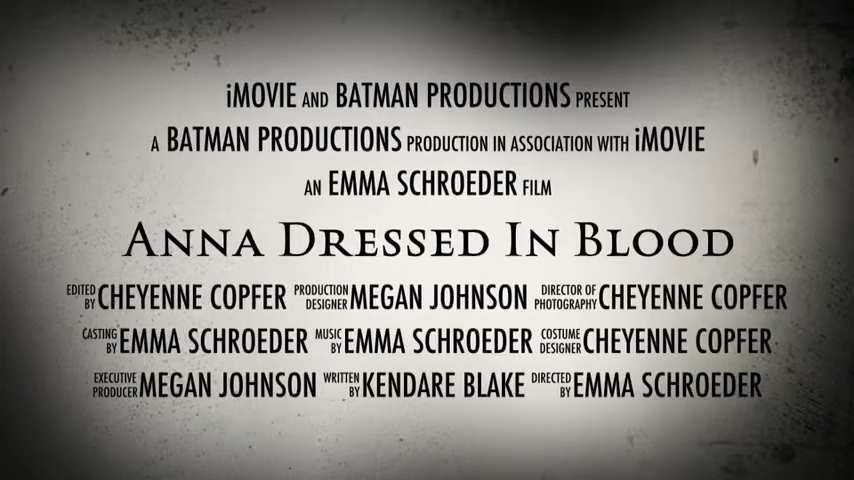 iMOVIE AND BATMAN PRODUCTIONS PRESENT
A BATMAN PRODUCTIONS PRODUCTION IN ASSOCIATION WITH iMOVIE
AN EMMA SCHROEDER FILM
ANNA DRESSED IN BLOOD
EDITED BY CHEYENNE COPFER PRODUCTION DESIGNER MEGAN JOHNSON DIRECTOR OF PHOTOGRAPHY CHEYENNE COPFER
CASTING BY EMMA SCHROEDER MUSIC BY EMMA SCHROEDER COSTUME DESIGNER CHEYENNE COPFER
EXECUTIVE PRODUCER MEGAN JOHNSON WRITTEN BY KENDARE BLAKE DIRECTED BY EMMA SCHROEDER